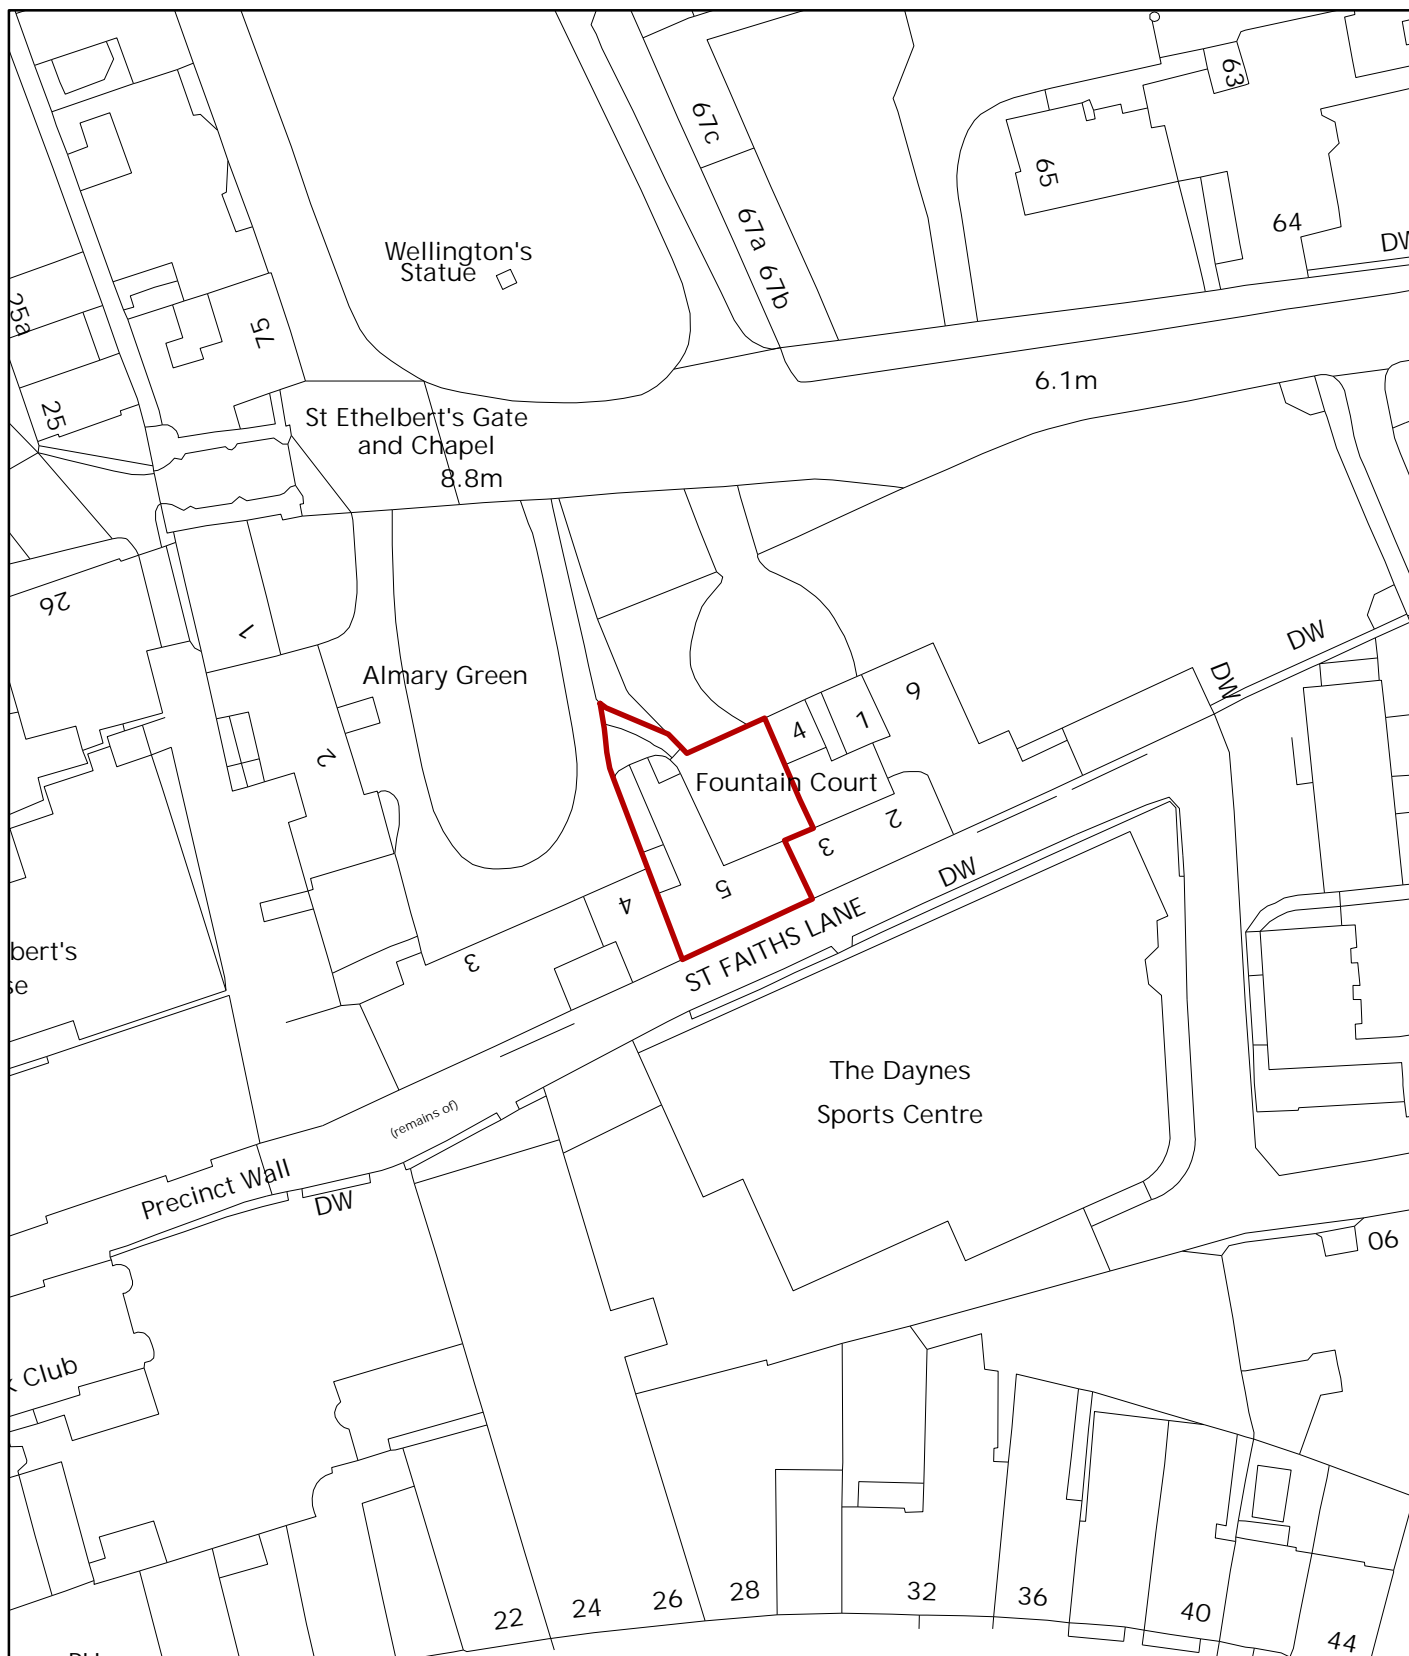 63
67c
65
67a
64
DW
Wellington's
Statue
67b
25a
75
6.1m
25
St Ethelbert's Gate
and Chapel
8.8m
26
1
DW
Almary Green
DW
6
2
4
1
Fountain Court
2
3
DW
5
4
ST FAITHS LANE
3
bert's
se
The Daynes
Sports Centre
(remains of)
Precinct Wall
DW
06
Club
22
24
26
28
32
36
40
44